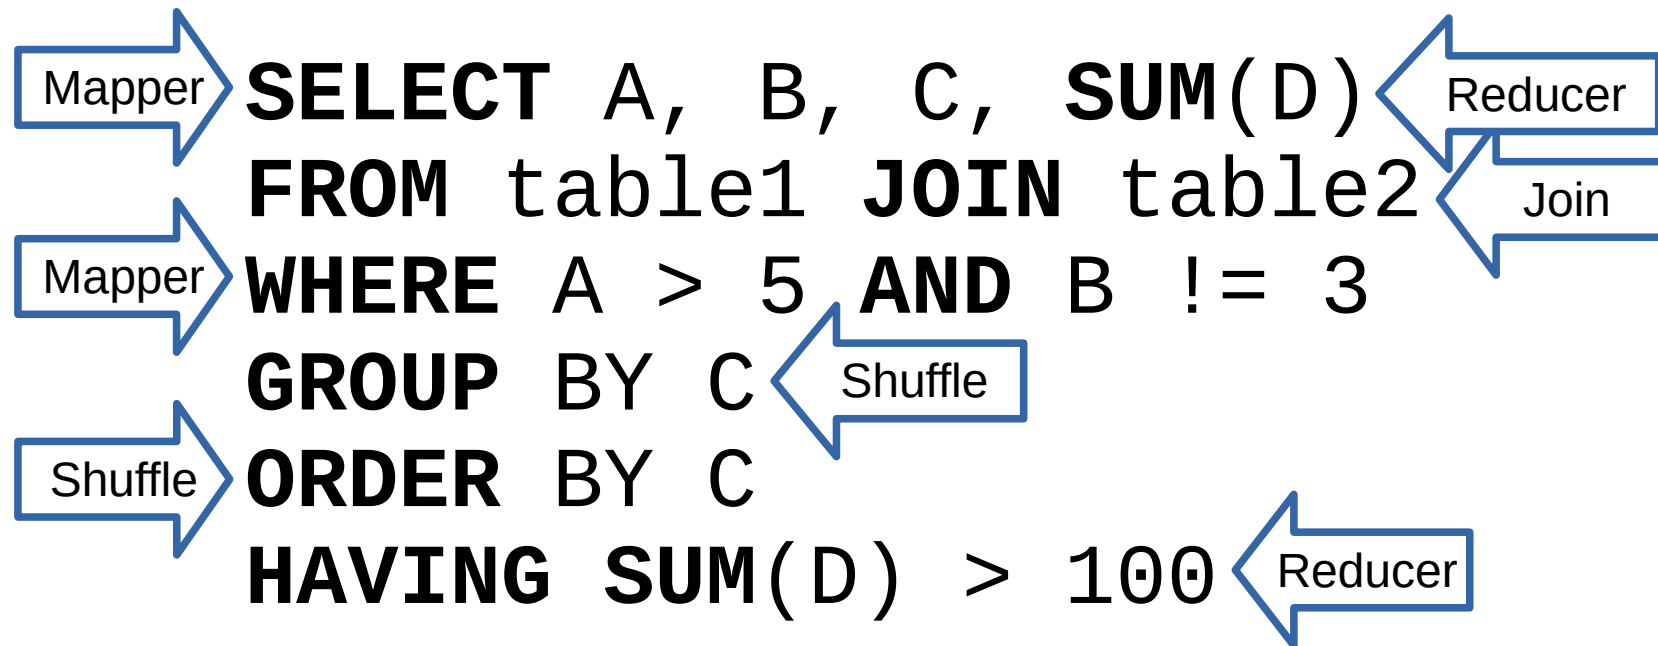 Mapper SELECT A, B, C, SUM(D) Reducer
FROM table1 JOIN table2 Join
Mapper WHERE A > 5 AND B != 3
GROUP BY C Shuffle
Shuffle ORDER BY C
HAVING SUM(D) > 100 Reducer